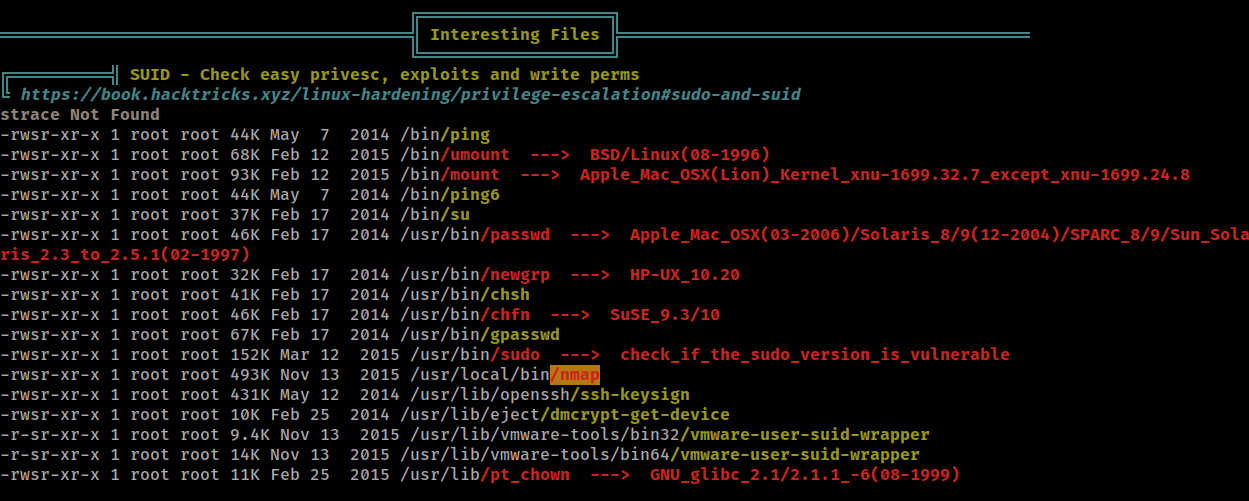 Interesting Files
SUID - Check easy privesc, exploits and write perms
https://book.hacktricks.xyz/linux-hardening/privilege-escalation#sudo-and-suid
strace Not Found
-rwsr-xr-x 1 root root 44K May  7  2014 /bin/ping
-rwsr-xr-x 1 root root 68K Feb 12  2015 /bin/umount  --->  BSD/Linux(08-1996)
-rwsr-xr-x 1 root root 93K Feb 12  2015 /bin/mount  --->  Apple_Mac_OSX(Lion)_Kernel_xnu-1699.32.7_except_xnu-1699.24.8
-rwsr-xr-x 1 root root 44K May  7  2014 /bin/ping6
-rwsr-xr-x 1 root root 37K Feb 17  2014 /bin/su
-rwsr-xr-x 1 root root 46K Feb 17  2014 /usr/bin/passwd  --->  Apple_Mac_OSX(03-2006)/Solaris_8/9(12-2004)/SPARC_8/9/Sun_Sola
ris_2.3_to_2.5.1(02-1997)
-rwsr-xr-x 1 root root 32K Feb 17  2014 /usr/bin/newgrp  --->  HP-UX_10.20
-rwsr-xr-x 1 root root 41K Feb 17  2014 /usr/bin/chsh
-rwsr-xr-x 1 root root 46K Feb 17  2014 /usr/bin/chfn  --->  SuSE_9.3/10
-rwsr-xr-x 1 root root 67K Feb 17  2014 /usr/bin/gpasswd
-rwsr-xr-x 1 root root 152K Mar 12  2015 /usr/bin/sudo  --->  check_if_the_sudo_version_is_vulnerable
-rwsr-xr-x 1 root root 493K Nov 13  2015 /usr/local/bin/nmap
-rwsr-xr-x 1 root root 431K May 12  2014 /usr/lib/openssh/ssh-keysign
-rwsr-xr-x 1 root root 10K Feb 25  2014 /usr/lib/eject/dmcrypt-get-device
-r-sr-xr-x 1 root root 9.4K Nov 13  2015 /usr/lib/vmware-tools/bin32/vmware-user-suid-wrapper
-r-sr-xr-x 1 root root 14K Nov 13  2015 /usr/lib/vmware-tools/bin64/vmware-user-suid-wrapper
-rwsr-xr-x 1 root root 11K Feb 25  2015 /usr/lib/pt_chown  --->  GNU_glibc_2.1/2.1.1_-6(08-1999)